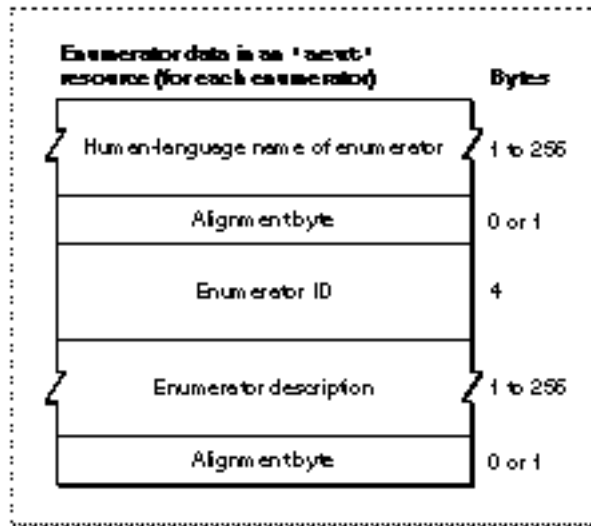 Enumerator data in an 'aeut'
resource (for each enumerator) Bytes
Human-language name of enumerator 1 to 256
Alignment byte 0 or 1
Enumerator ID 4
Enumerator description 1 to 256
Alignment byte 0 or 1